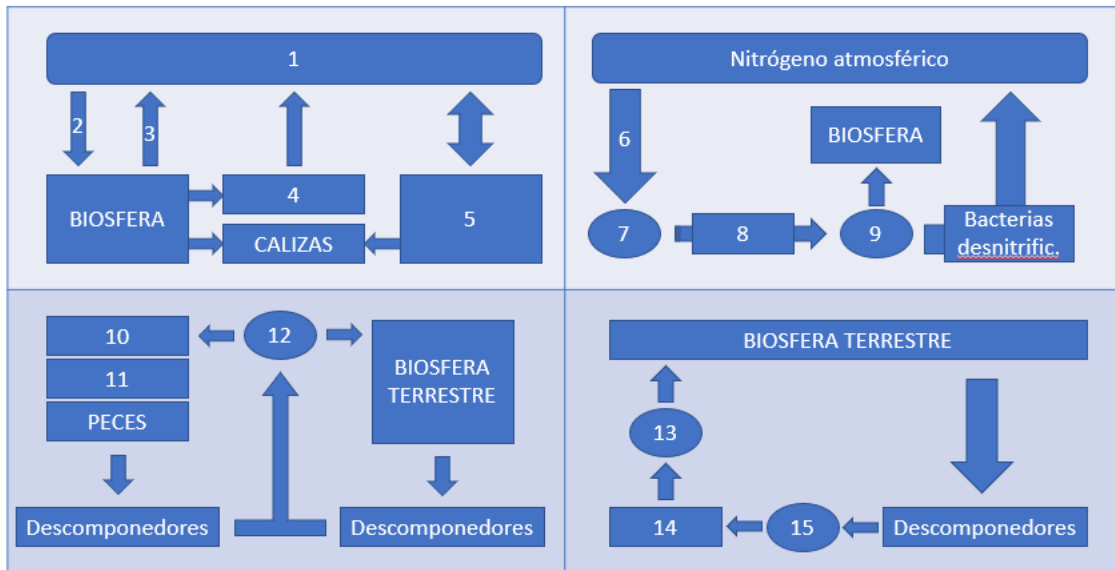 1
2
3
BIOSFERA
4
CALIZAS
5
Nitrógeno atmosférico
6
BIOSFERA
7
8
9
Bacterias
desnitrific.
10
11
PECES
12
BIOSFERA
TERRESTRE
Descomponedores
Descomponedores
BIOSFERA TERRESTRE
13
14
15
Descomponedores